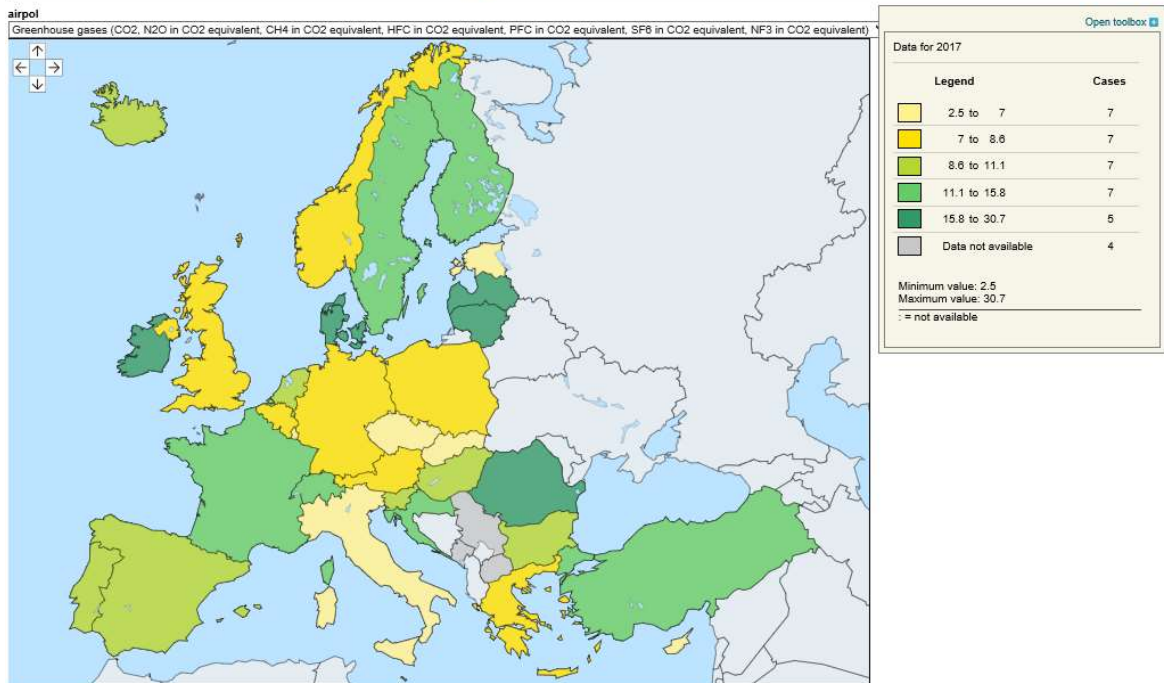 airpol
Greenhouse gases (CO2, N2O in CO2 equivalent, CH4 in CO2 equivalent, HFC in CO2 equivalent, PFC in CO2 equivalent, SF6 in CO2 equivalent, NF3 in CO2 equivalent)
Open toolbox
Data for 2017
Legend Cases
2.5 to 7 7
7 to 8.6 7
8.6 to 11.1 7
11.1 to 15.8 7
15.8 to 30.7 5
Data not available 4
Minimum value: 2.5
Maximum value: 30.7
: = not available